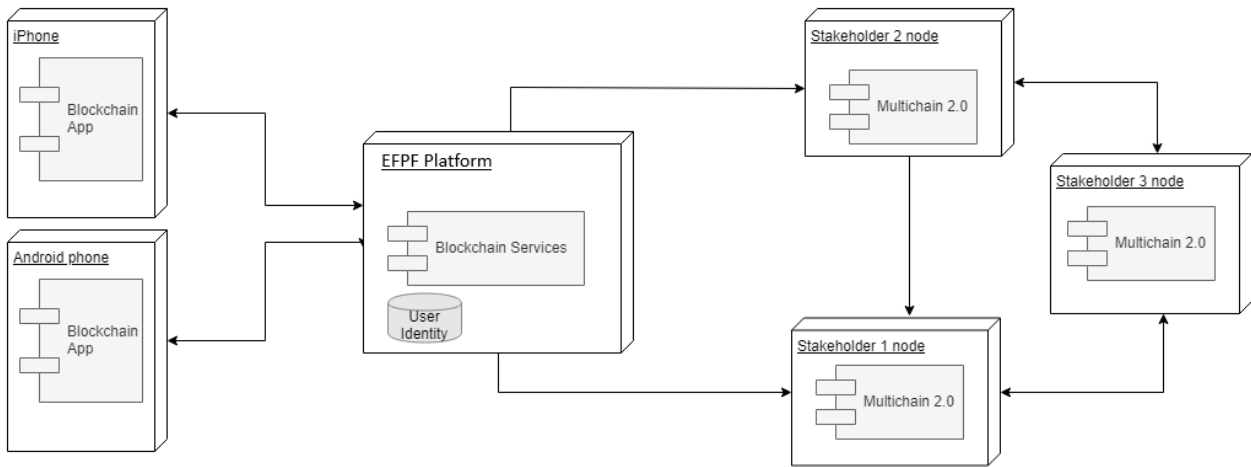 iPhone
Blockchain
App
Android phone
Blockchain
App
EFPF Platform
Blockchain Services
User
Identity
Stakeholder 2 node
Multichain 2.0
Stakeholder 3 node
Multichain 2.0
Stakeholder 1 node
Multichain 2.0